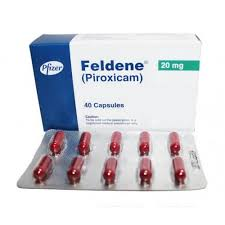 Pfizer
Feldene®
20 mg
(Piroxicam)
40 Capsules
Caution: